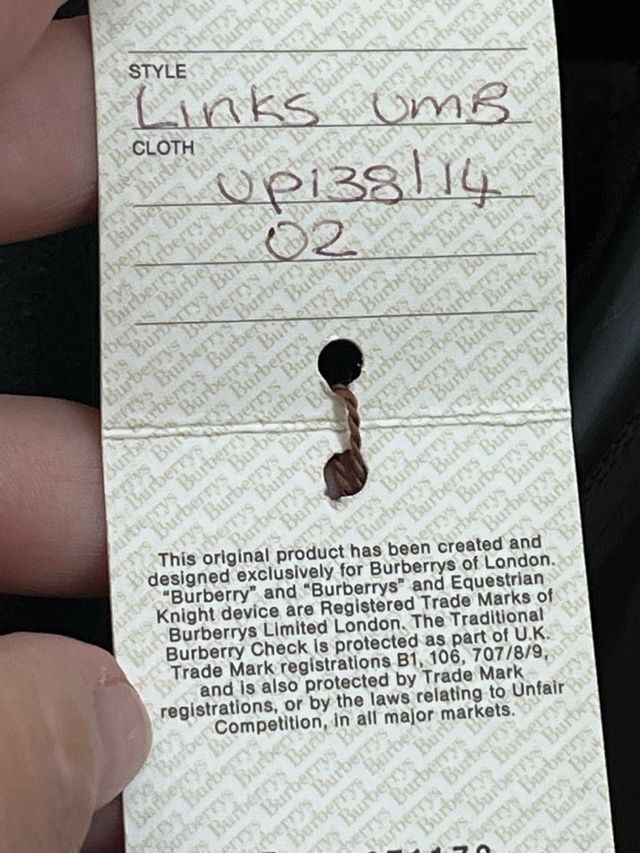 STYLE
Links UMB
CLOTH
UP138/14
02
This original product has been created and
designed exclusively for Burberrys of London.
“Burberry” and “Burberrys” and Equestrian
Knight device are Registered Trade Marks of
Burberrys Limited London. The Traditional
Burberry Check is protected as part of U.K.
Trade Mark registrations B1, 106, 707/8/9,
and is also protected by Trade Mark
registrations, or by the laws relating to Unfair
Competition, in all major markets.